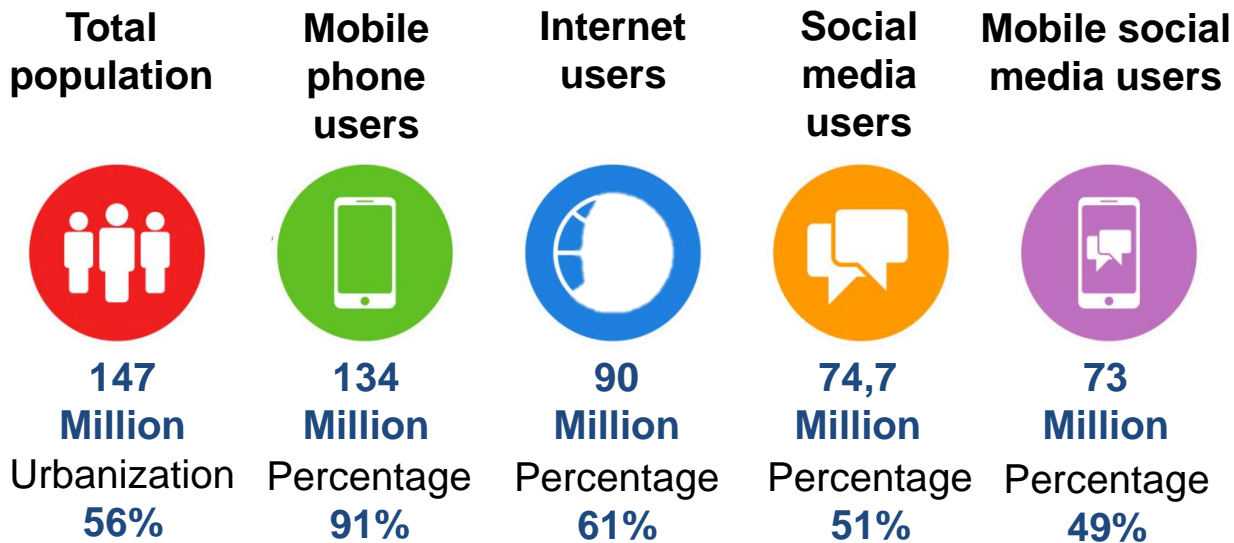 Total
population
Mobile
phone
users
Internet
users
Social
media
users
Mobile social
media users
147
Million
Urbanization
56%
134
Million
Percentage
91%
90
Million
Percentage
61%
74,7
Million
Percentage
51%
73
Million
Percentage
49%